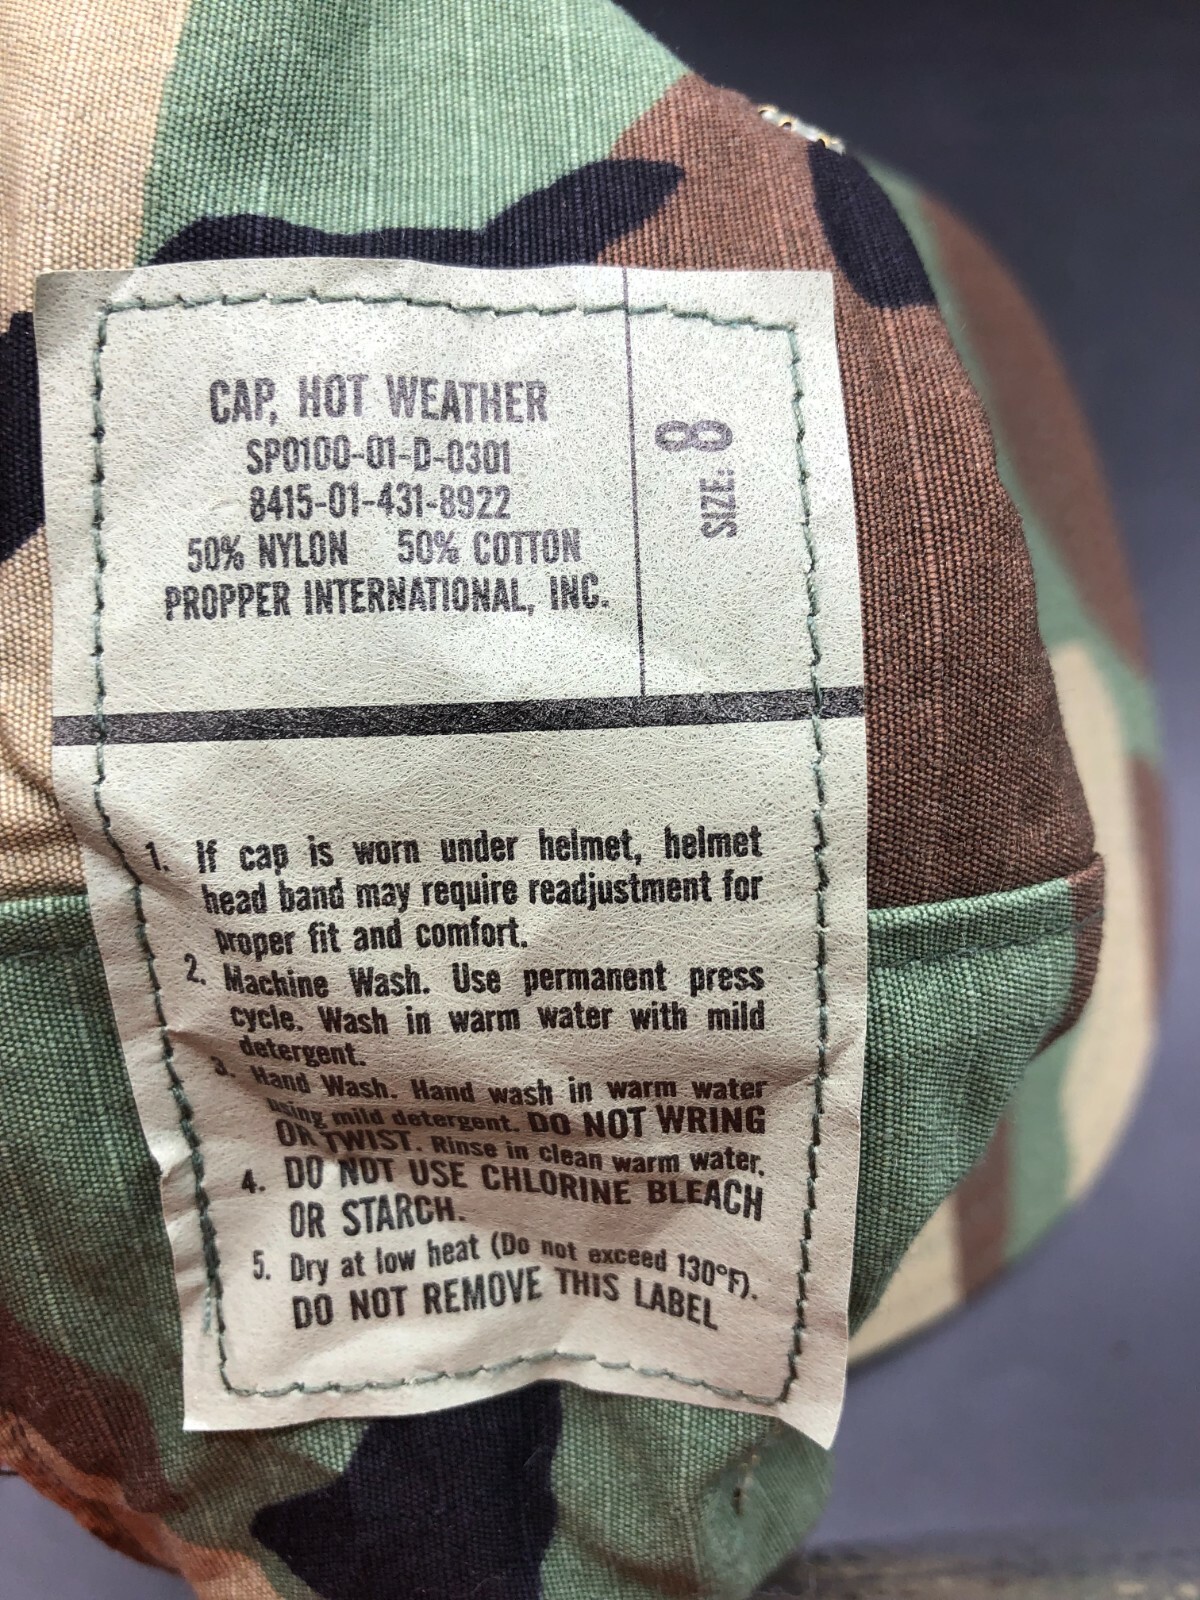 CAP, HOT WEATHER
SPO100-01-D-0301
8415-01-431-8922
50% NYLON 50% COTTON
PROPPER INTERNATIONAL, INC.
SIZE: 8
1. If cap is worn under helmet, helmet
head band may require readjustment for
proper fit and comfort.
2. Machine Wash. Use permanent press
cycle. Wash in warm water with mild
detergent.
3. Hand Wash. Hand wash in warm water
using mild detergent. DO NOT WRING
OR TWIST. Rinse in clean warm water.
4. DO NOT USE CHLORINE BLEACH
OR STARCH.
5. Dry at low heat (Do not exceed 130°F).
DO NOT REMOVE THIS LABEL